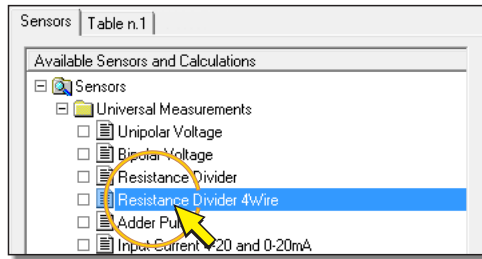 Sensors Table n.1
Available Sensors and Calculations
Sensors
Universal Measurements
Unipolar Voltage
Bipolar Voltage
Resistance Divider
Resistance Divider 4Wire
Adder Pul
Input Current 4-20 and 0-20mA